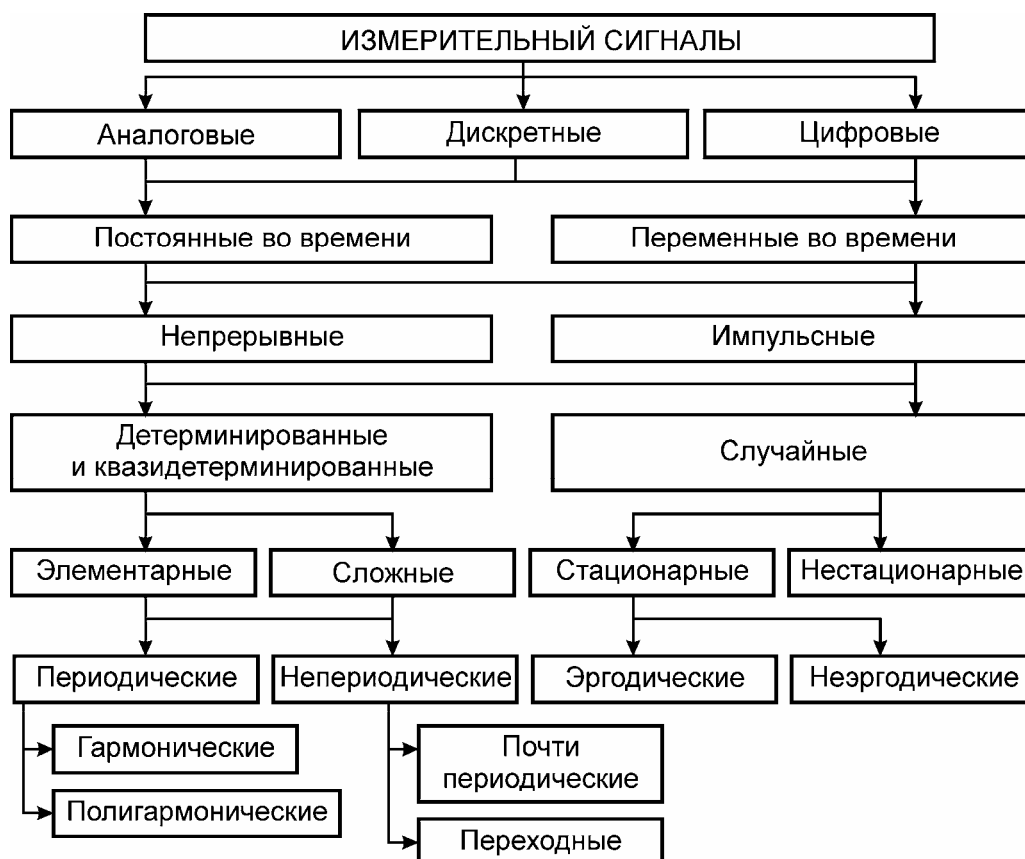 ИЗМЕРИТЕЛЬНЫЙ СИГНАЛЫ
Аналоговые
Дискретные
Цифровые
Постоянные во времени
Переменные во времени
Непрерывные
Импульсные
Детерминированные
и квазидетерминированные
Случайные
Элементарные
Сложные
Стационарные
Нестационарные
Периодические
Непериодические
Эргодические
Неэргодические
Гармонические
Полигармонические
Почти
периодические
Переходные